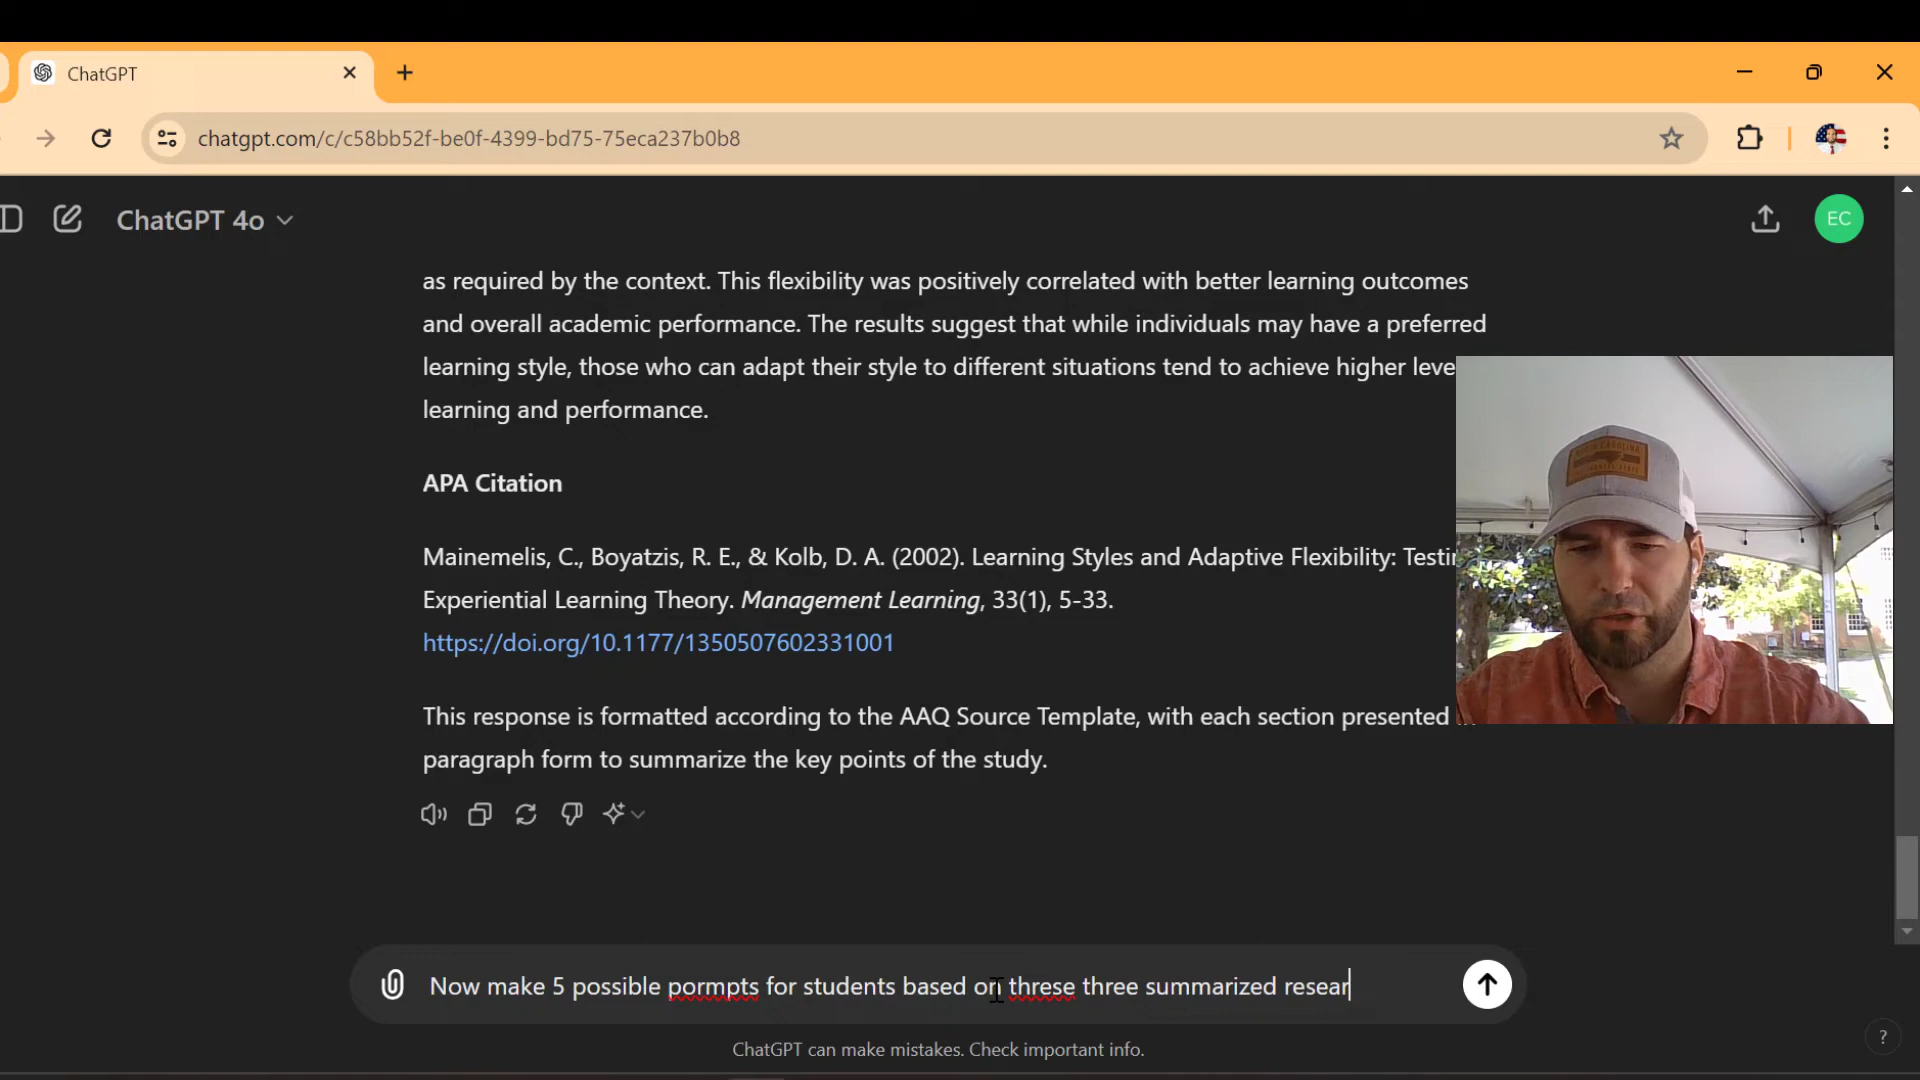 ChatGPT
chatgpt.com/c/c58bb52f-be0f-4399-bd75-75eca237b0b8
ChatGPT 4o
EC
as required by the context. This flexibility was positively correlated with better learning outcomes
and overall academic performance. The results suggest that while individuals may have a preferred
learning style, those who can adapt their style to different situations tend to achieve higher leve
learning and performance.
APA Citation
Mainemelis, C., Boyatzis, R. E., & Kolb, D. A. (2002). Learning Styles and Adaptive Flexibility: Testin
Experiential Learning Theory. Management Learning, 33(1), 5-33.
https://doi.org/10.1177/1350507602331001
This response is formatted according to the AAQ Source Template, with each section presented
paragraph form to summarize the key points of the study.
Now make 5 possible pormpts for students based on threse three summarized resear
ChatGPT can make mistakes. Check important info.
?